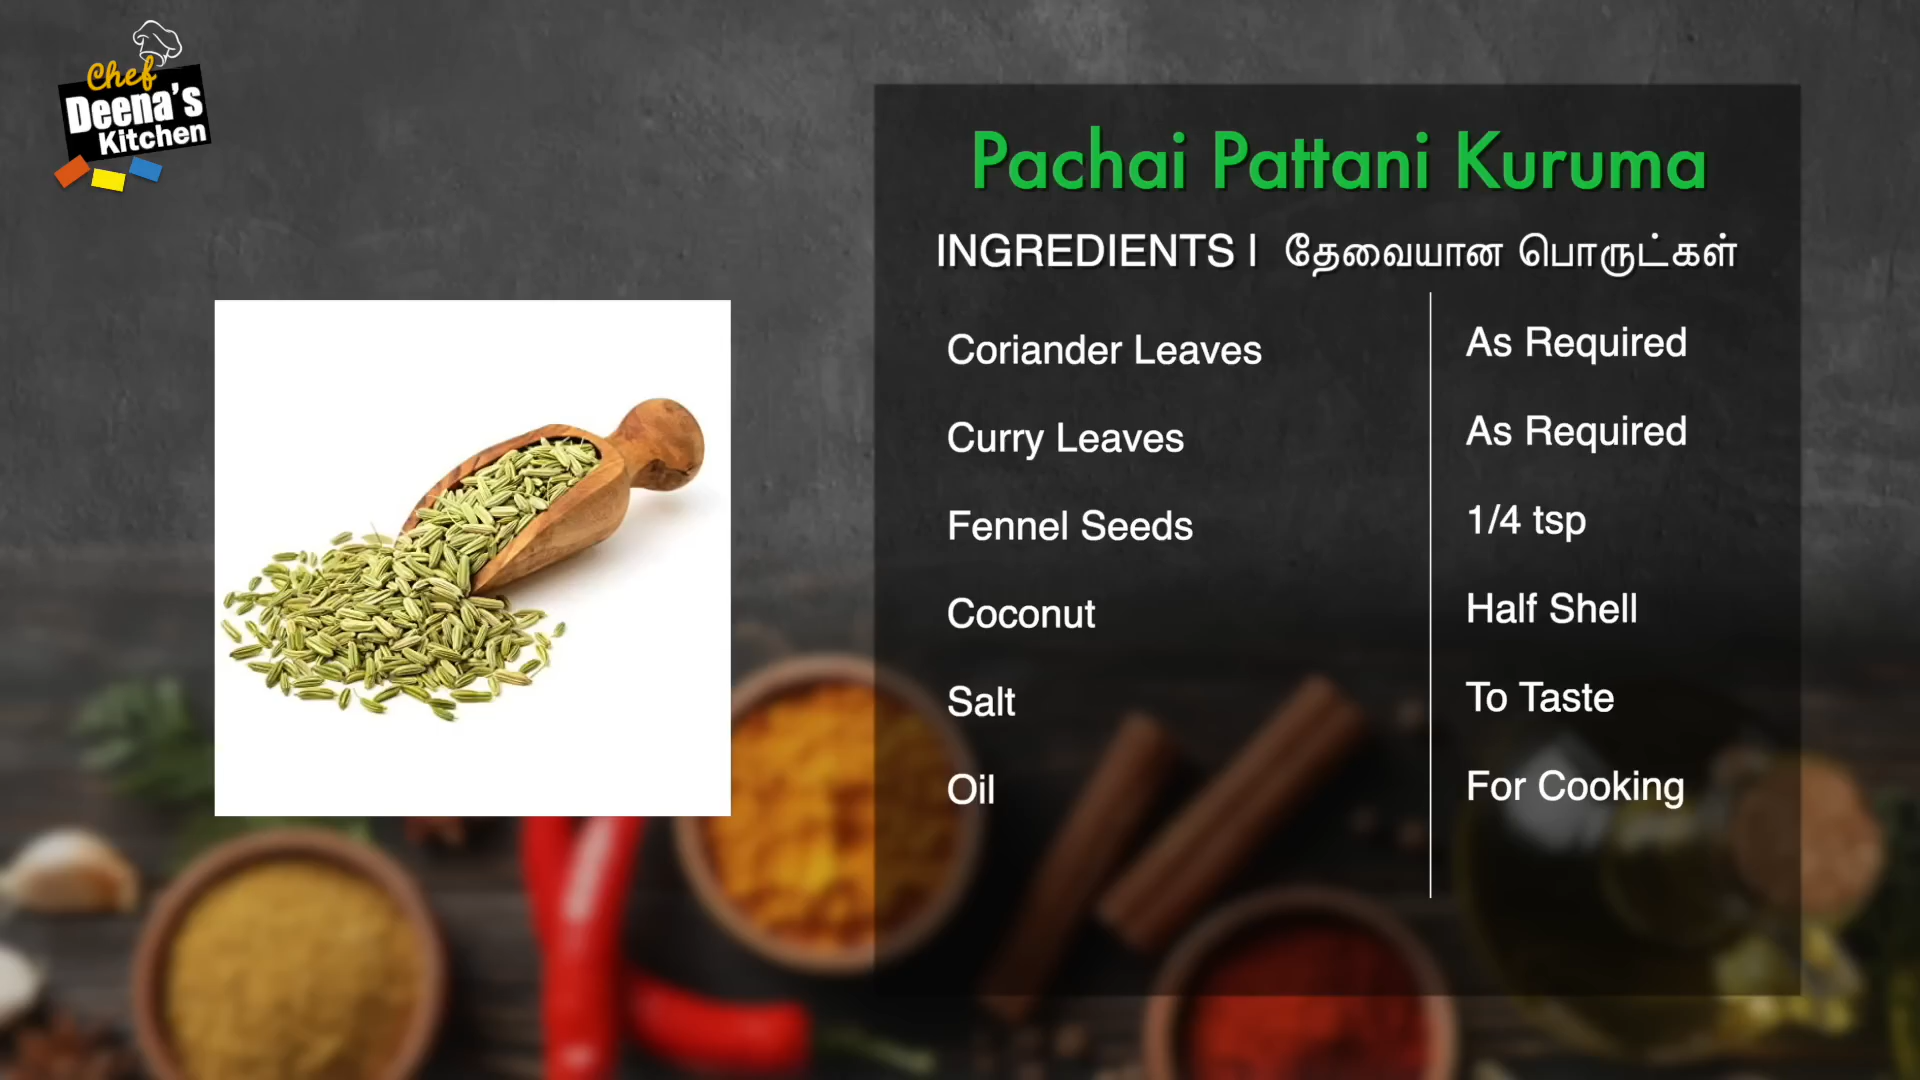 Chef
Deena's
Kitchen
Pachai Pattani Kuruma
INGREDIENTS | தேவையான பொருட்கள்
Coriander Leaves As Required
Curry Leaves As Required
Fennel Seeds 1/4 tsp
Coconut Half Shell
Salt To Taste
Oil For Cooking